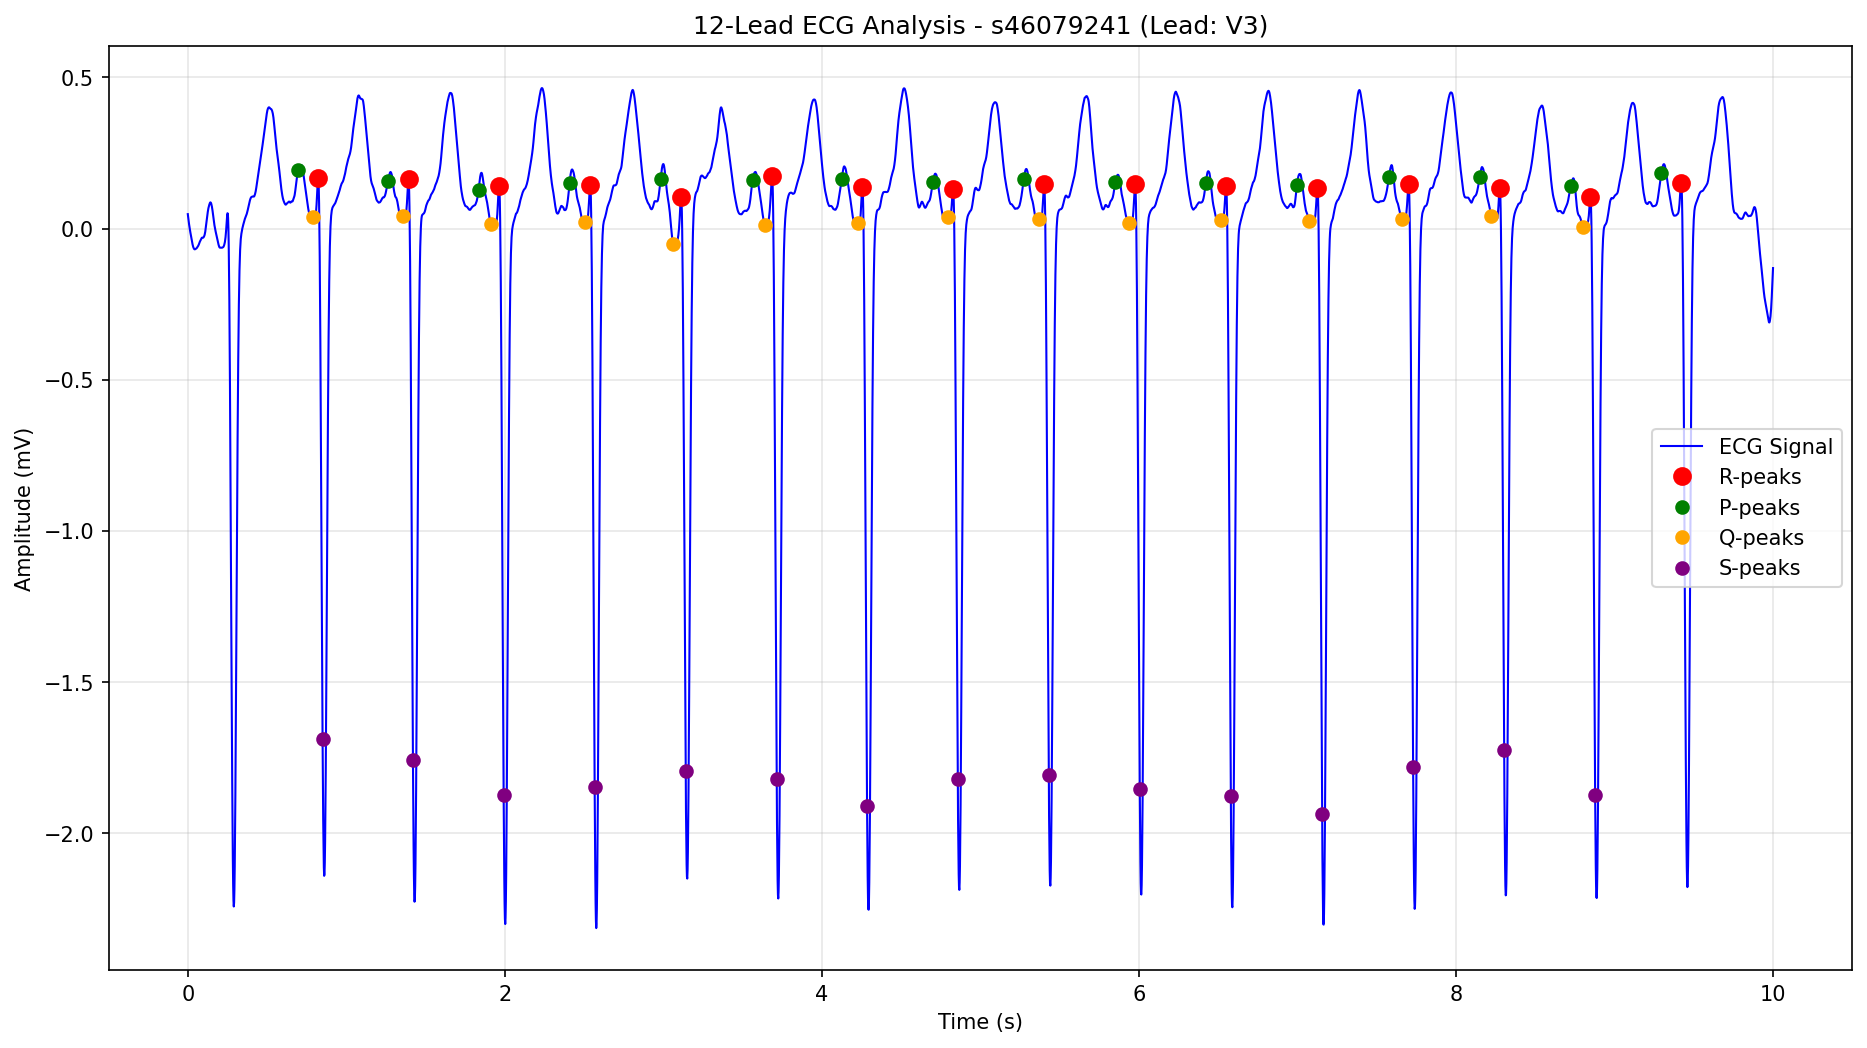 12-Lead ECG Analysis - s46079241 (Lead: V3)
0.5
0.0
−0.5
−1.0
−1.5
−2.0
Amplitude (mV)
ECG Signal
R-peaks
P-peaks
Q-peaks
S-peaks
0 2 4 6 8 10
Time (s)